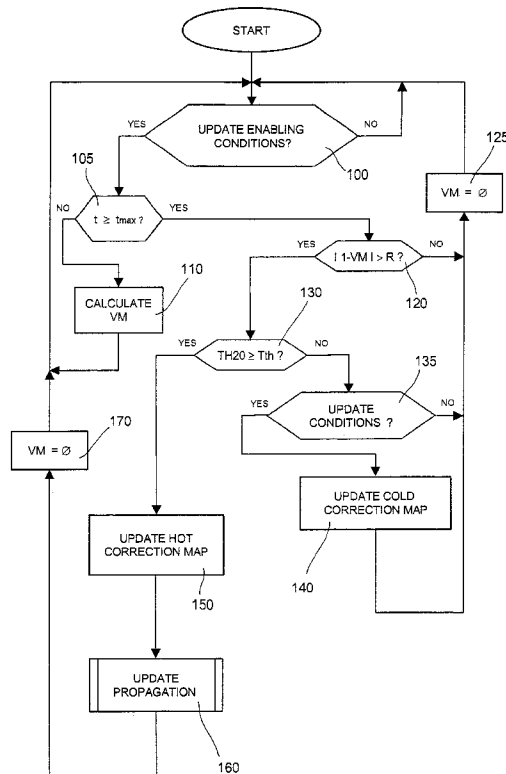 START
YES
UPDATE ENABLING
CONDITIONS?
NO
100
105
125
NO
t ≥ tmax ?
YES
VM = Ø
YES
| 1-VM | > R ?
NO
120
CALCULATE
VM
110
130
YES
TH20 ≥ Tth ?
NO
135
YES
UPDATE
CONDITIONS ?
NO
170
VM = Ø
UPDATE COLD
CORRECTION MAP
140
UPDATE HOT
CORRECTION MAP
150
UPDATE
PROPAGATION
160